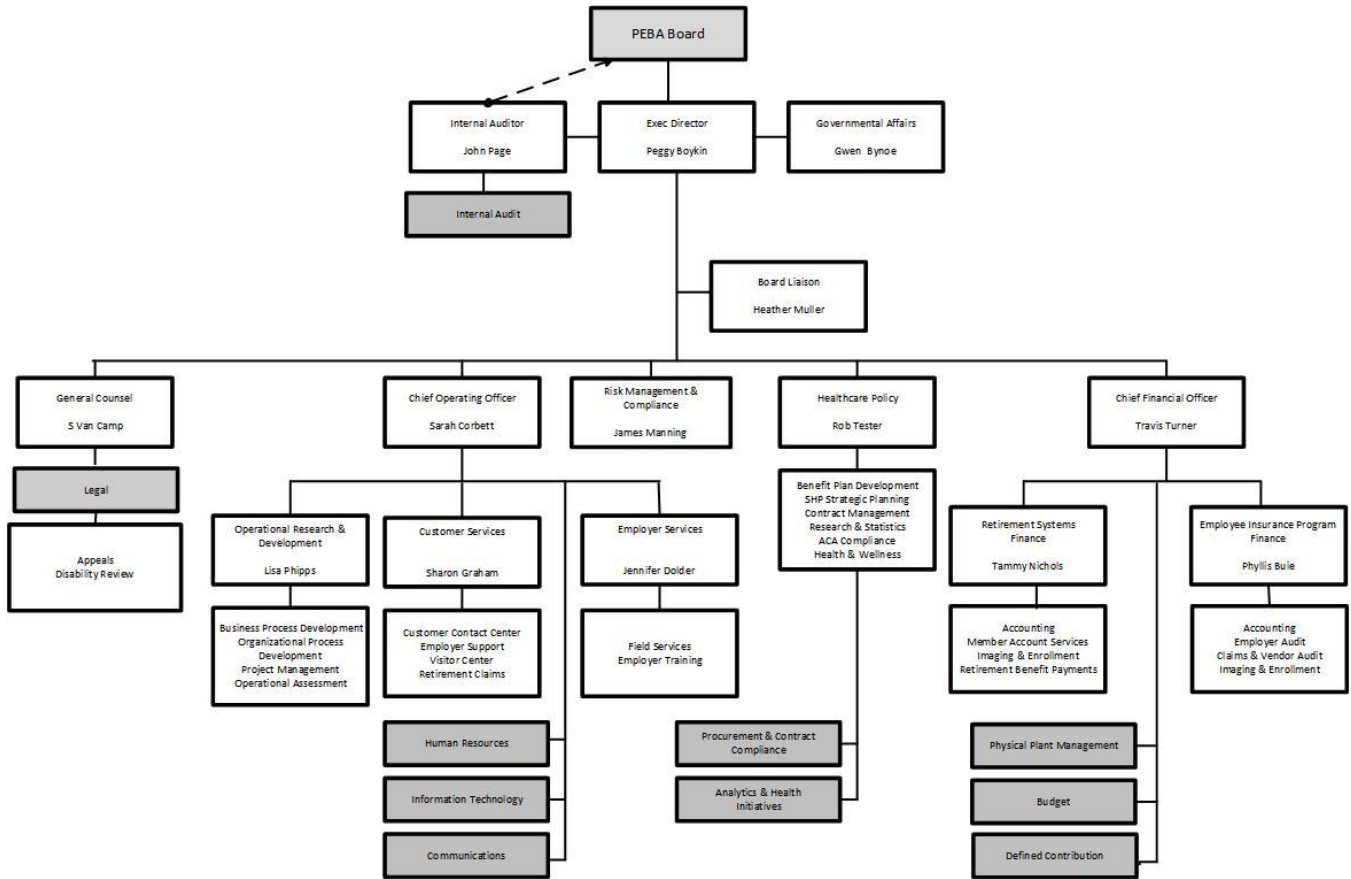 PEBA Board
Internal Auditor
John Page
Exec Director
Peggy Boykin
Governmental Affairs
Gwen Bynoe
Internal Audit
Board Liaison
Heather Muller
General Counsel
S Van Camp
Chief Operating Officer
Sarah Corbett
Risk Management &
Compliance
James Manning
Healthcare Policy
Rob Tester
Chief Financial Officer
Travis Turner
Legal
Appeals
Disability Review
Operational Research &
Development
Lisa Phipps
Customer Services
Sharon Graham
Employer Services
Jennifer Dolder
Benefit Plan Development
SHP Strategic Planning
Contract Management
Research & Statistics
ACA Compliance
Health & Wellness
Retirement Systems
Finance
Tammy Nichols
Employee Insurance Program
Finance
Phyllis Buie
Business Process Development
Organizational Process
Development
Project Management
Operational Assessment
Customer Contact Center
Employer Support
Visitor Center
Retirement Claims
Field Services
Employer Training
Accounting
Member Account Services
Imaging & Enrollment
Retirement Benefit Payments
Accounting
Employer Audit
Claims & Vendor Audit
Imaging & Enrollment
Human Resources
Information Technology
Communications
Procurement & Contract
Compliance
Analytics & Health
Initiatives
Physical Plant Management
Budget
Defined Contribution